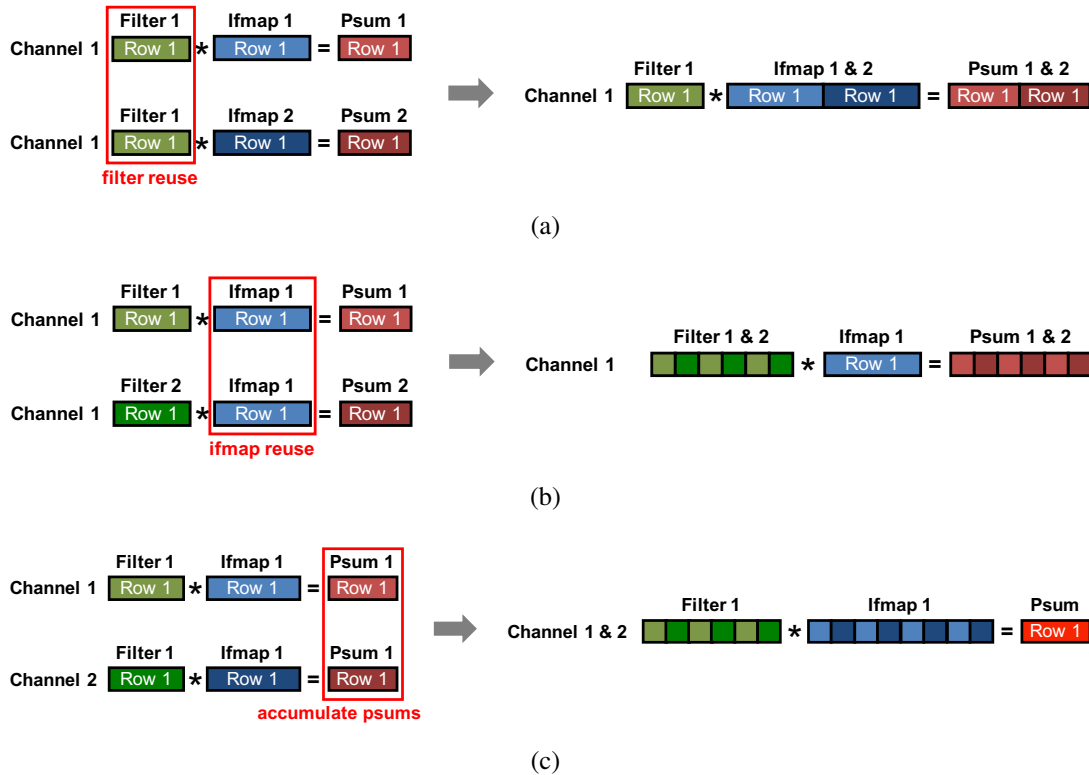 Filter 1 Ifmap 1 Psum 1
Channel 1 Row 1 * Row 1 = Row 1
Filter 1 Ifmap 2 Psum 2
Channel 1 Row 1 * Row 1 = Row 1
filter reuse
Filter 1 Ifmap 1 & 2 Psum 1 & 2
Channel 1 Row 1 * Row 1 Row 1 = Row 1 Row 1
(a)
Filter 1 Ifmap 1 Psum 1
Channel 1 Row 1 * Row 1 = Row 1
Filter 2 Ifmap 1 Psum 2
Channel 1 Row 1 * Row 1 = Row 1
ifmap reuse
Filter 1 & 2 Ifmap 1 Psum 1 & 2
Channel 1 * Row 1 =
(b)
Filter 1 Ifmap 1 Psum 1
Channel 1 Row 1 * Row 1 = Row 1
Filter 1 Ifmap 1 Psum 1
Channel 2 Row 1 * Row 1 = Row 1
accumulate psums
Filter 1 Ifmap 1 Psum
Channel 1 & 2 * = Row 1
(c)